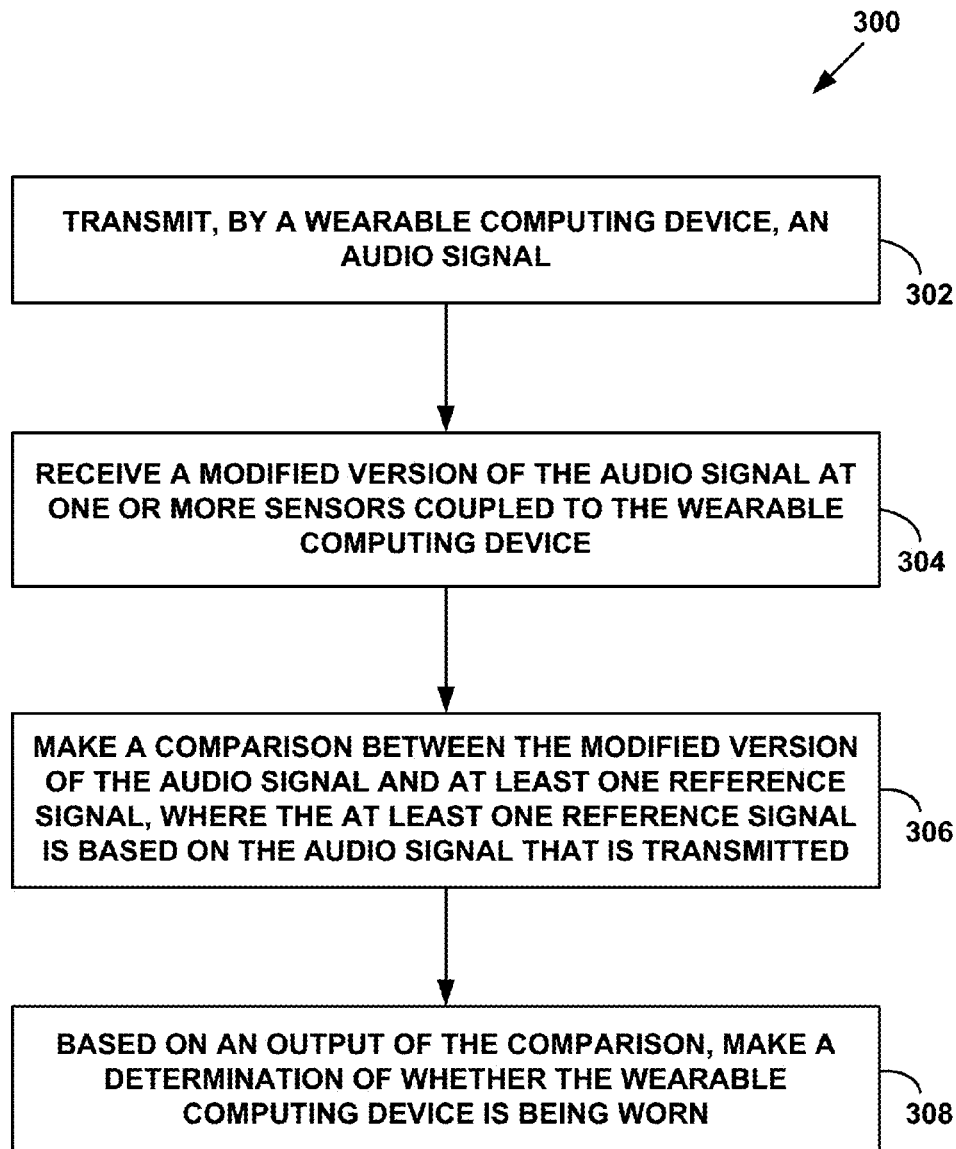 300
TRANSMIT, BY A WEARABLE COMPUTING DEVICE, AN
AUDIO SIGNAL
302
RECEIVE A MODIFIED VERSION OF THE AUDIO SIGNAL AT
ONE OR MORE SENSORS COUPLED TO THE WEARABLE
COMPUTING DEVICE
304
MAKE A COMPARISON BETWEEN THE MODIFIED VERSION
OF THE AUDIO SIGNAL AND AT LEAST ONE REFERENCE
SIGNAL, WHERE THE AT LEAST ONE REFERENCE SIGNAL
IS BASED ON THE AUDIO SIGNAL THAT IS TRANSMITTED
306
BASED ON AN OUTPUT OF THE COMPARISON, MAKE A
DETERMINATION OF WHETHER THE WEARABLE
COMPUTING DEVICE IS BEING WORN
308